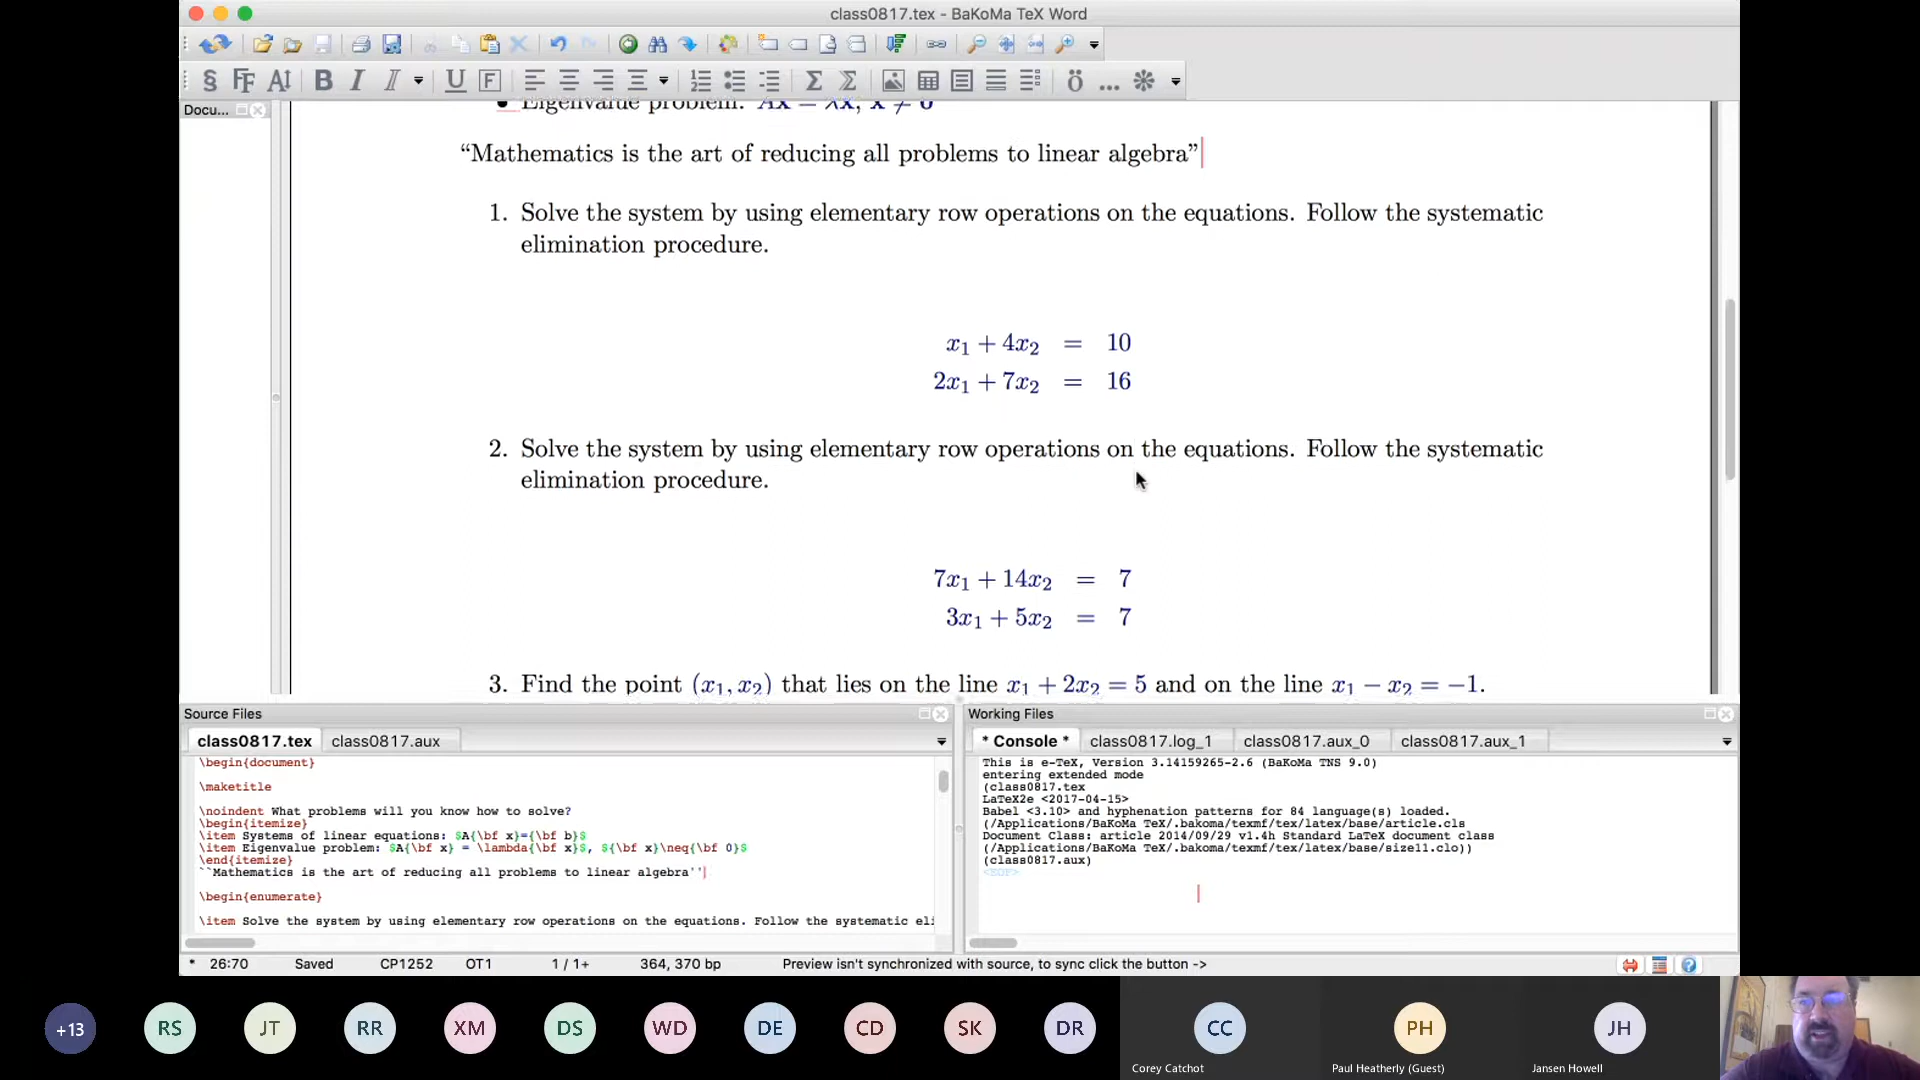 class0817.tex - BaKoMa TeX Word
Docu...
• Eigenvalue problem: Ax = λx, x ≠ 0
“Mathematics is the art of reducing all problems to linear algebra”
1. Solve the system by using elementary row operations on the equations. Follow the systematic
elimination procedure.
x₁ + 4x₂ = 10
2x₁ + 7x₂ = 16
2. Solve the system by using elementary row operations on the equations. Follow the systematic
elimination procedure.
7x₁ + 14x₂ = 7
3x₁ + 5x₂ = 7
3. Find the point (x₁, x₂) that lies on the line x₁ + 2x₂ = 5 and on the line x₁ − x₂ = −1.
Source Files
class0817.tex class0817.aux
\begin{document}
\maketitle
\noindent What problems will you know how to solve?
\begin{itemize}
\item Systems of linear equations: $A{\bf x}={\bf b}$
\item Eigenvalue problem: $A{\bf x} = \lambda{\bf x}$, ${\bf x}\neq{\bf 0}$
\end{itemize}
``Mathematics is the art of reducing all problems to linear algebra''
\begin{enumerate}
\item Solve the system by using elementary row operations on the equations. Follow the systematic eli
Working Files
* Console * class0817.log_1 class0817.aux_0 class0817.aux_1
This is e-TeX, Version 3.14159265-2.6 (BaKoMa TNS 9.0)
entering extended mode
(class0817.tex
LaTeX2e <2017-04-15>
Babel <3.10> and hyphenation patterns for 84 language(s) loaded.
(/Applications/BaKoMa TeX/.bakoma/texmf/tex/latex/base/article.cls
Document Class: article 2014/09/29 v1.4h Standard LaTeX document class
(/Applications/BaKoMa TeX/.bakoma/texmf/tex/latex/base/size11.clo))
(class0817.aux)
<EOF>
* 26:70 Saved CP1252 OT1 1 / 1+ 364, 370 bp Preview isn't synchronized with source, to sync click the button ->
+13 RS JT RR XM DS WD DE CD SK DR CC PH JH
Corey Catchot Paul Heatherly (Guest) Jansen Howell